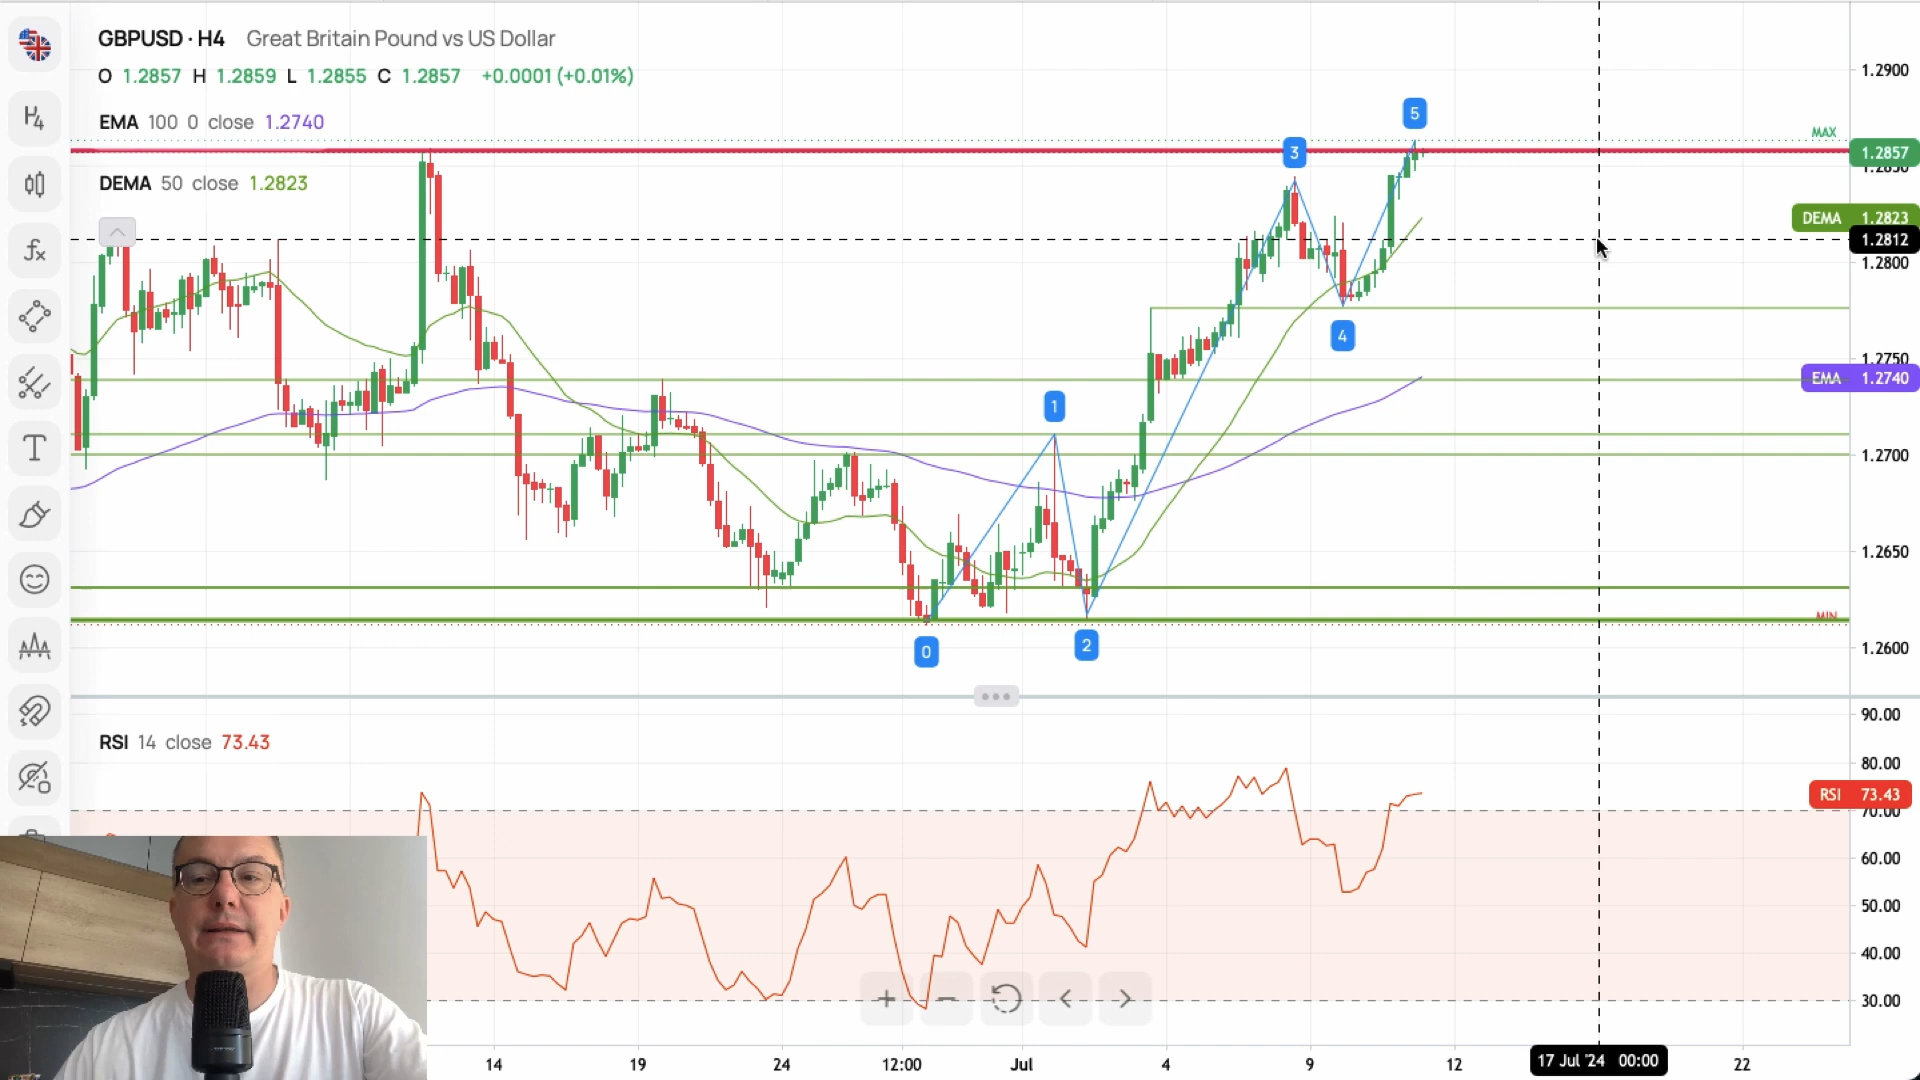 GBPUSD · H4 Great Britain Pound vs US Dollar
O 1.2857 H 1.2859 L 1.2855 C 1.2857 +0.0001 (+0.01%)
EMA 100 0 close 1.2740
DEMA 50 close 1.2823
H4
fx
T
1.2900
MAX
1.2857
1.2850
DEMA 1.2823
1.2812
1.2800
1.2750
EMA 1.2740
1.2700
1.2650
MIN
1.2600
0
1
2
3
4
5
RSI 14 close 73.43
90.00
80.00
RSI 73.43
70.00
60.00
50.00
40.00
30.00
14 19 24 12:00 Jul 4 9 12 17 Jul '24 00:00 22